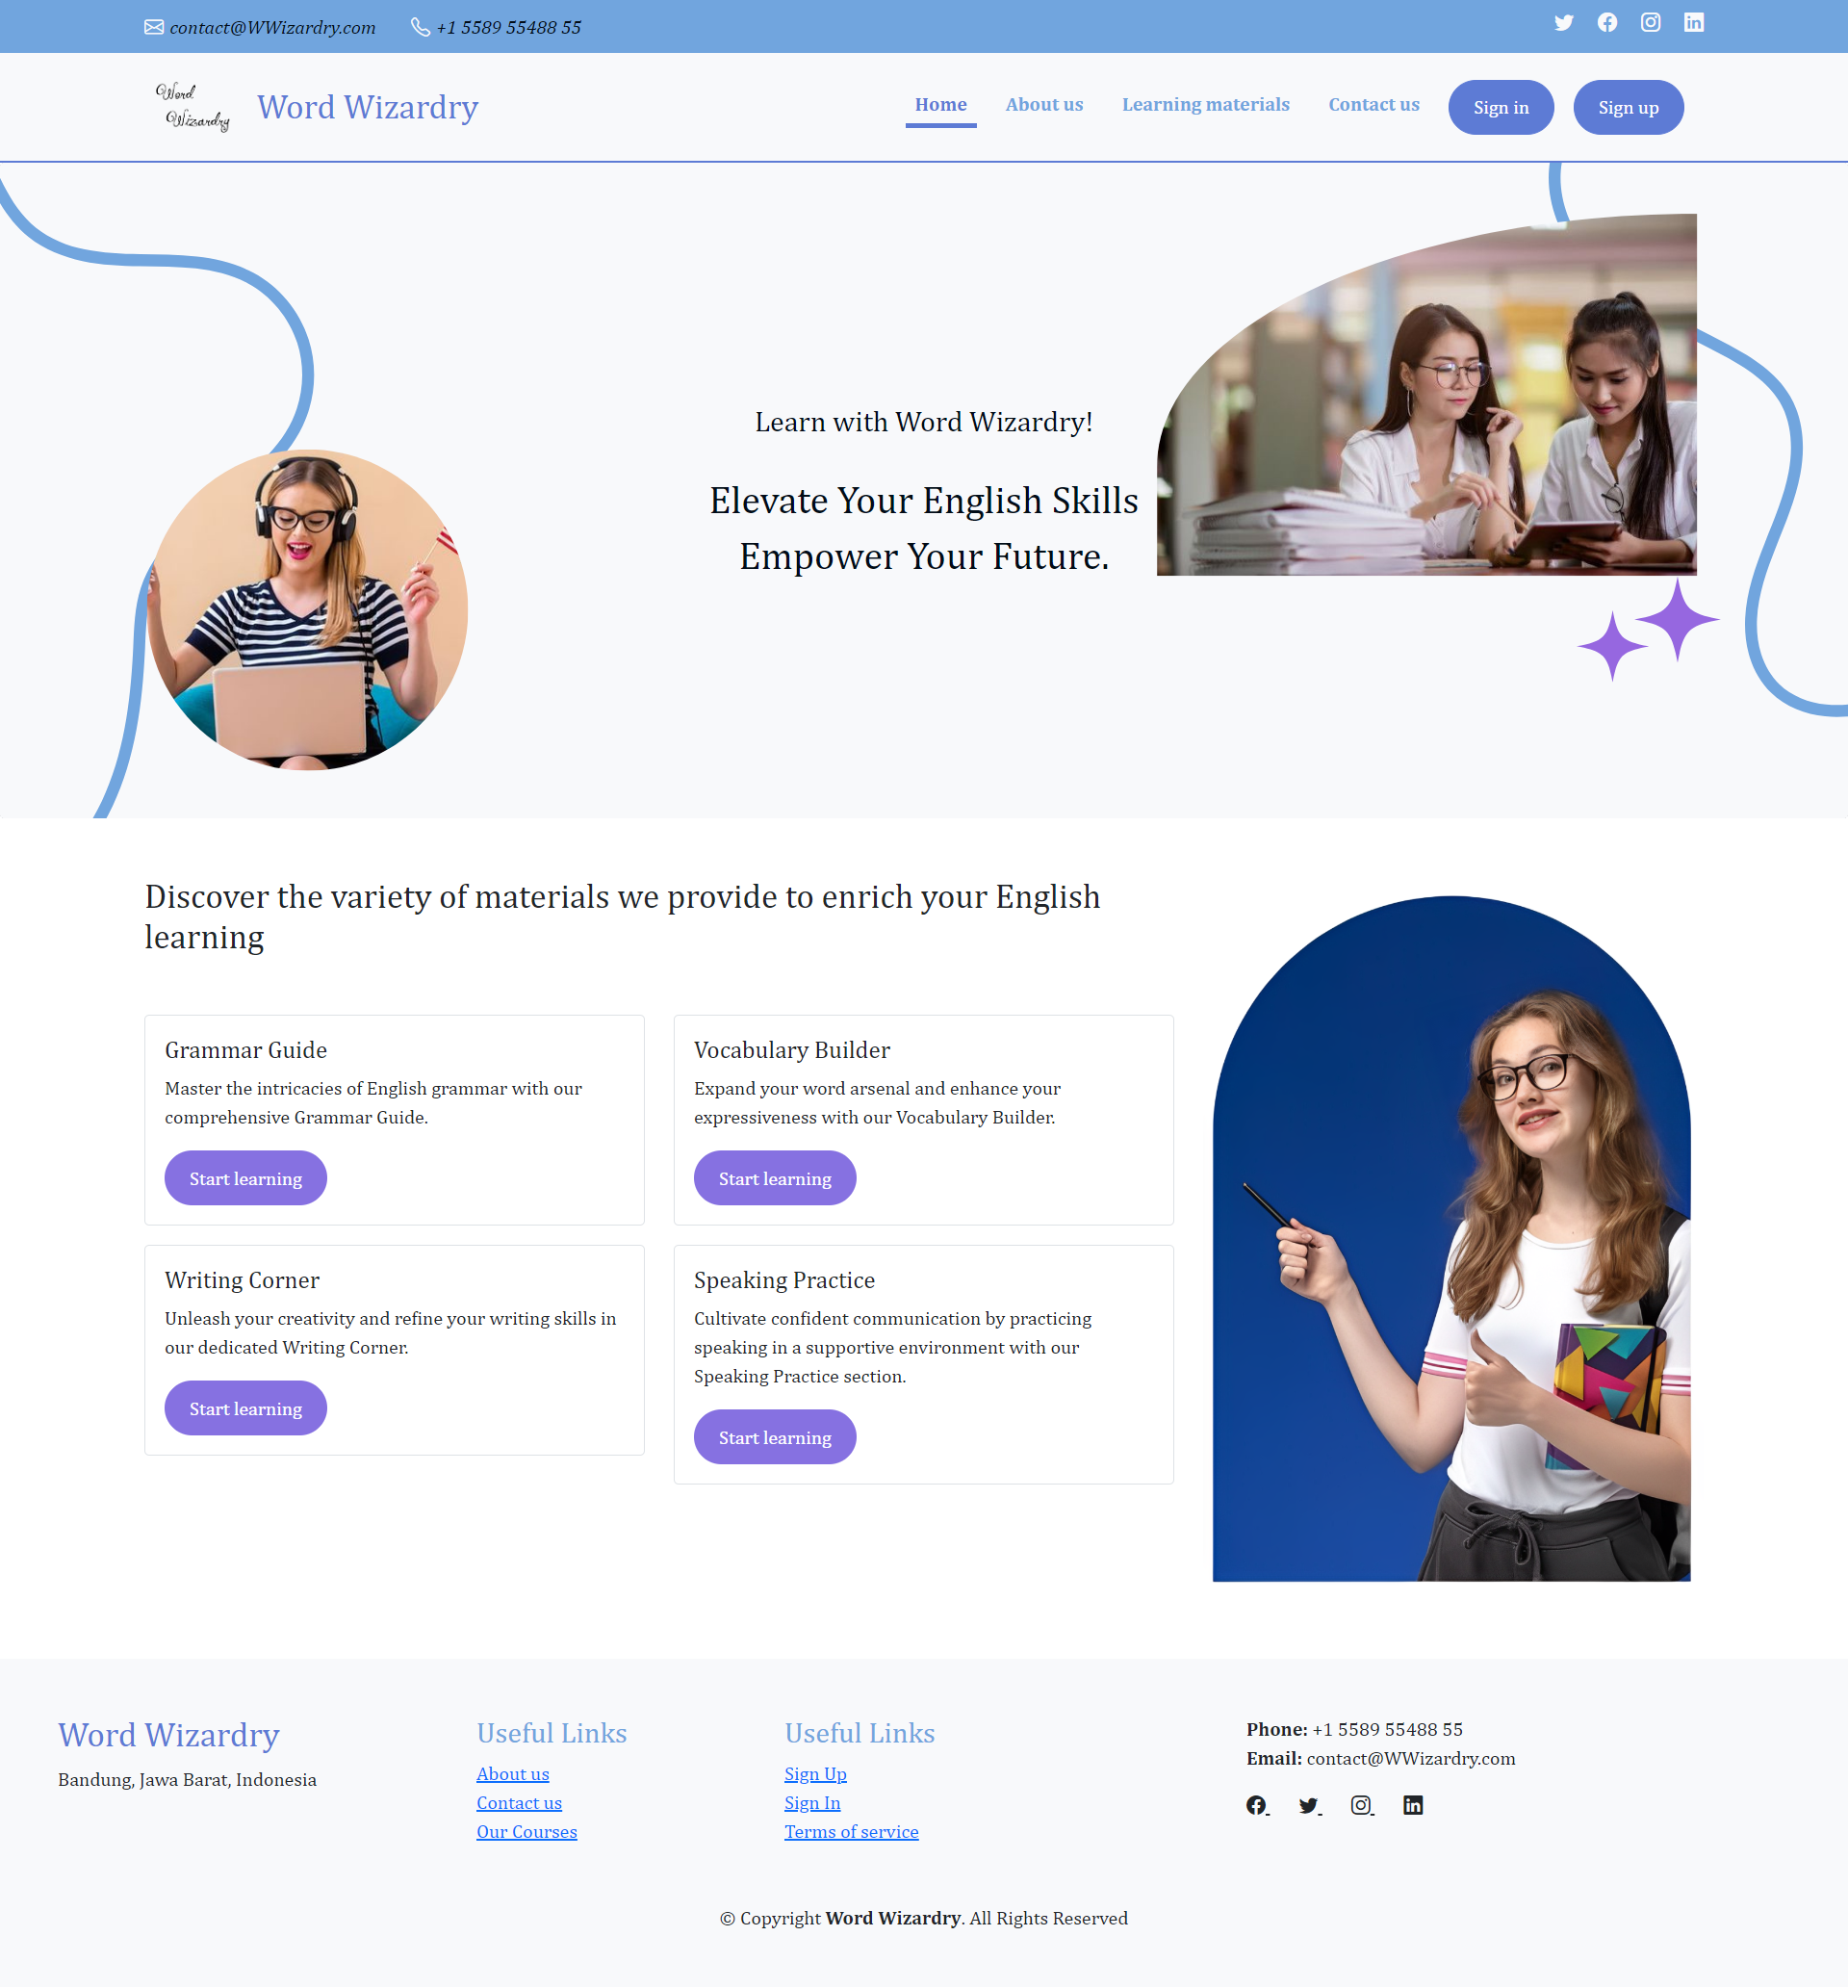 contact@WWizardry.com +1 5589 55488 55
Word
Wizardry
Word Wizardry
Home About us Learning materials Contact us Sign in Sign up
Learn with Word Wizardry!
Elevate Your English Skills
Empower Your Future.
Discover the variety of materials we provide to enrich your English
learning
Grammar Guide
Master the intricacies of English grammar with our
comprehensive Grammar Guide.
Start learning
Vocabulary Builder
Expand your word arsenal and enhance your
expressiveness with our Vocabulary Builder.
Start learning
Writing Corner
Unleash your creativity and refine your writing skills in
our dedicated Writing Corner.
Start learning
Speaking Practice
Cultivate confident communication by practicing
speaking in a supportive environment with our
Speaking Practice section.
Start learning
Word Wizardry
Bandung, Jawa Barat, Indonesia
Useful Links
About us
Contact us
Our Courses
Useful Links
Sign Up
Sign In
Terms of service
Phone: +1 5589 55488 55
Email: contact@WWizardry.com
© Copyright Word Wizardry. All Rights Reserved